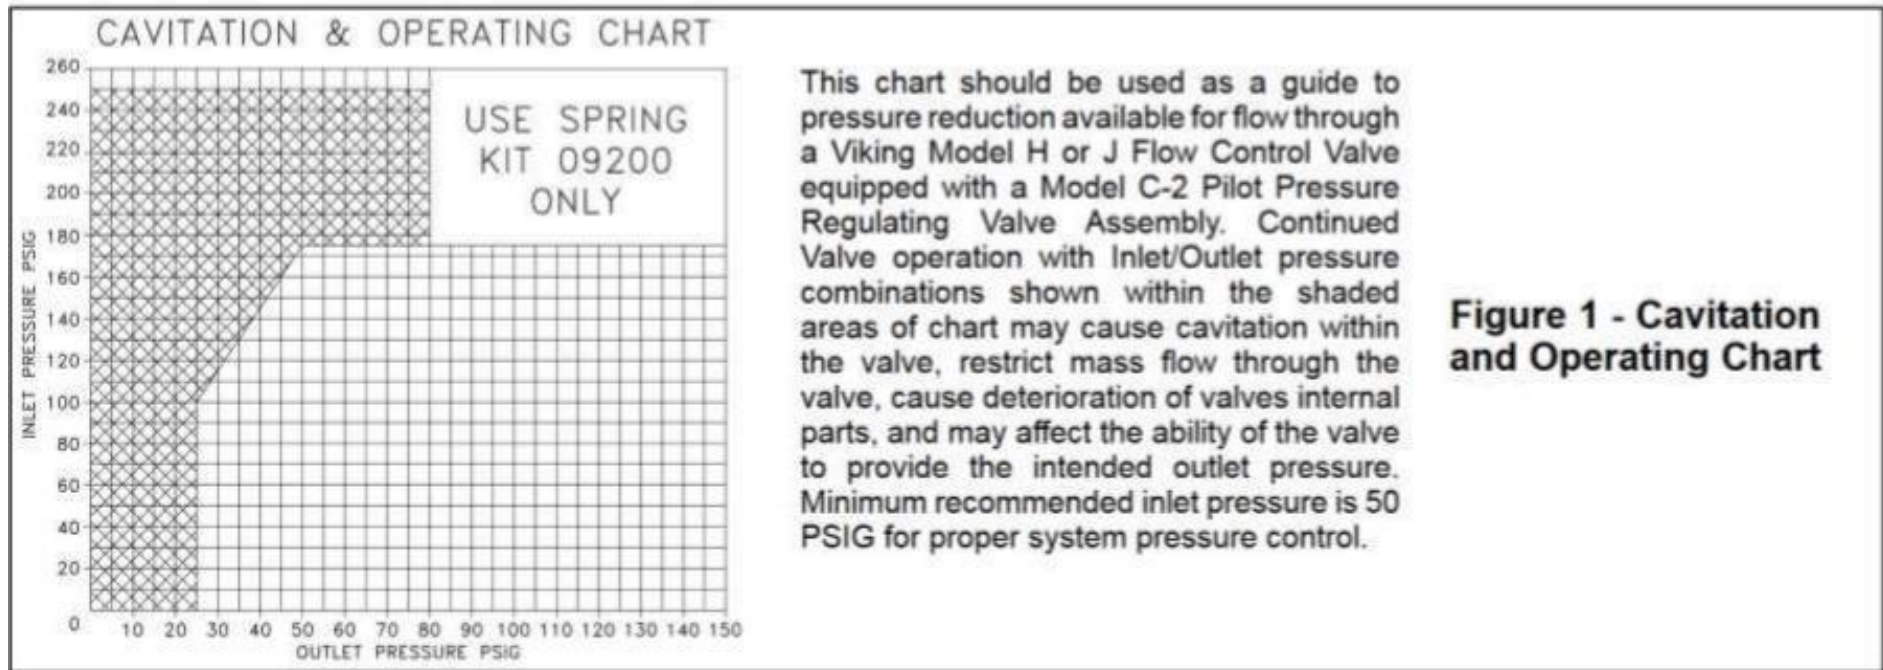 CAVITATION & OPERATING CHART
260
240
220
200
180
160
140
120
100
80
60
40
20
0
INLET PRESSURE PSIG
USE SPRING
KIT 09200
ONLY
10 20 30 40 50 60 70 80 90 100 110 120 130 140 150
OUTLET PRESSURE PSIG
This chart should be used as a guide to
pressure reduction available for flow through
a Viking Model H or J Flow Control Valve
equipped with a Model C-2 Pilot Pressure
Regulating Valve Assembly. Continued
Valve operation with Inlet/Outlet pressure
combinations shown within the shaded
areas of chart may cause cavitation within
the valve, restrict mass flow through the
valve, cause deterioration of valves internal
parts, and may affect the ability of the valve
to provide the intended outlet pressure.
Minimum recommended inlet pressure is 50
PSIG for proper system pressure control.
Figure 1 - Cavitation
and Operating Chart